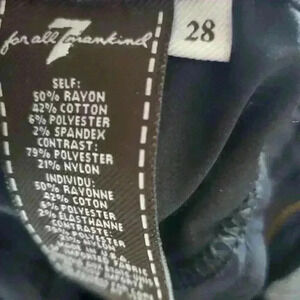 7
for all mankind
28
SELF:
50% RAYON
42% COTTON
6% POLYESTER
2% SPANDEX
CONTRAST:
79% POLYESTER
21% NYLON
INDIVIDU:
50% RAYONNE
42% COTON
6% POLYESTER
2% ELASTHANNE
CONTRASTE: